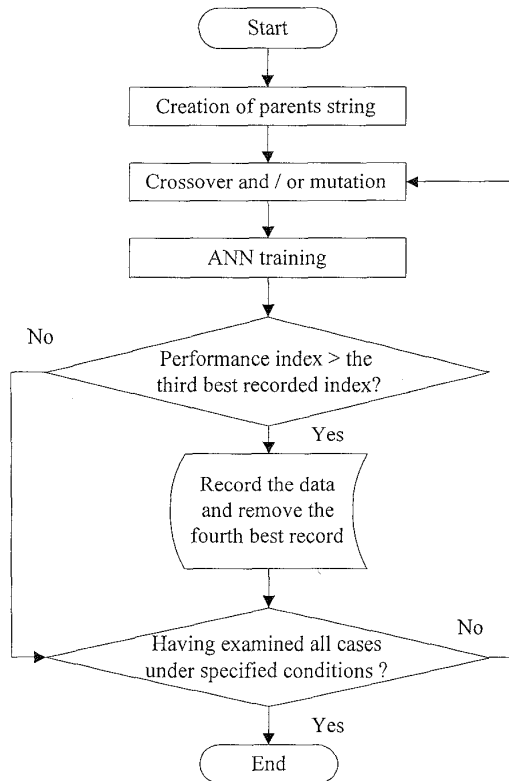 Start
Creation of parents string
Crossover and / or mutation
ANN training
No
Performance index > the
third best recorded index?
Yes
Record the data
and remove the
fourth best record
Having examined all cases
under specified conditions ?
No
Yes
End